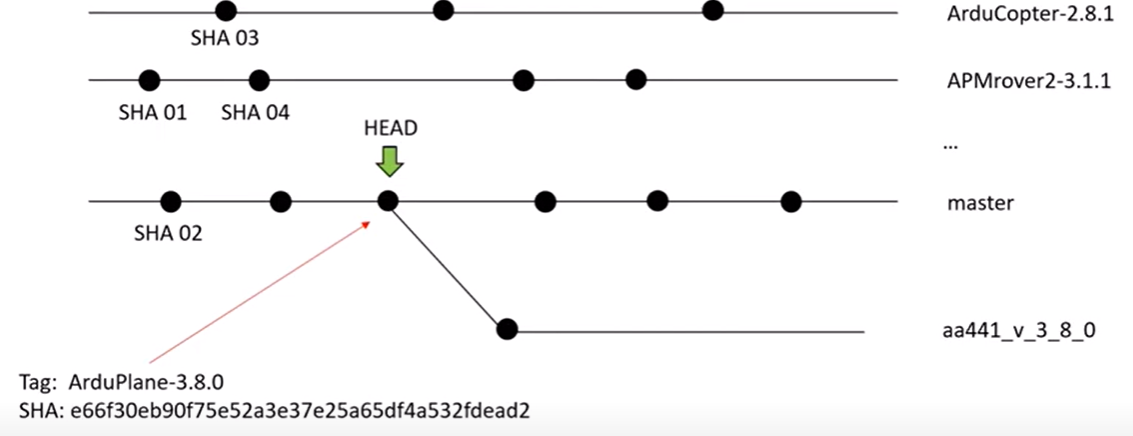 ArduCopter-2.8.1
SHA 03
APMrover2-3.1.1
SHA 01
SHA 04
HEAD
...
master
SHA 02
aa441_v_3_8_0
Tag: ArduPlane-3.8.0
SHA: e66f30eb90f75e52a3e37e25a65df4a532fdead2